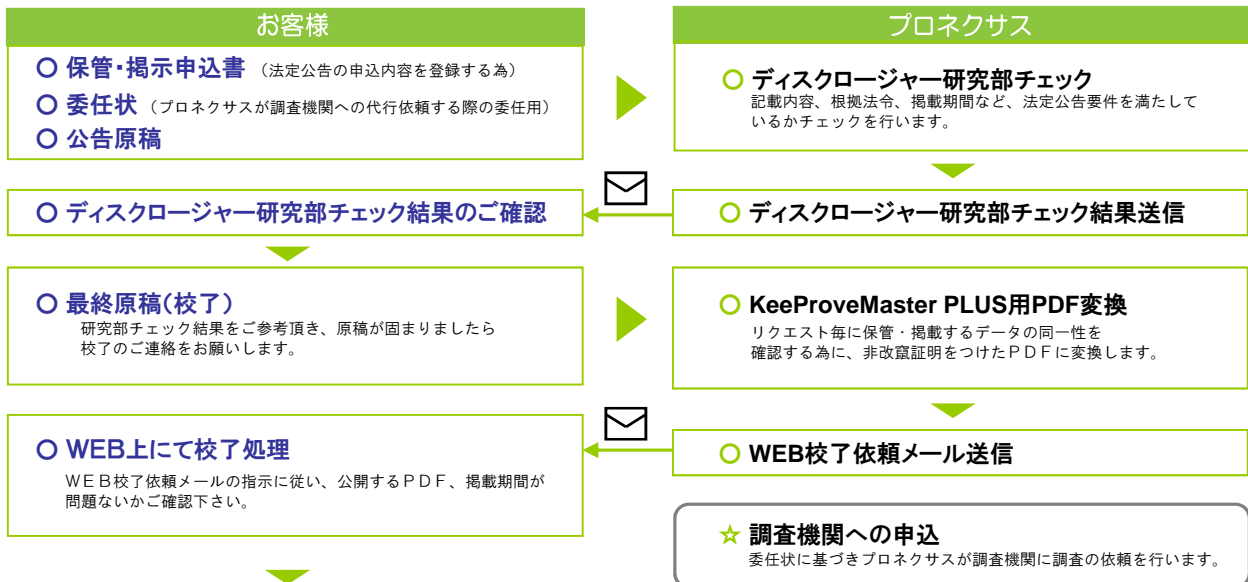 お客様
プロネクサス
○ 保管・掲示申込書 （法定公告の申込内容を登録する為）
○ 委任状 （プロネクサスが調査機関への代行依頼する際の委任用）
○ 公告原稿
○ ディスクロージャー研究部チェック
記載内容、根拠法令、掲載期間など、法定公告要件を満たして
いるかチェックを行います。
○ ディスクロージャー研究部チェック結果のご確認
○ ディスクロージャー研究部チェック結果送信
○ 最終原稿（校了）
研究部チェック結果をご参考頂き、原稿が固まりましたら
校了のご連絡をお願いします。
○ KeeProveMaster PLUS用PDF変換
リクエスト毎に保管・掲載するデータの同一性を
確認する為に、非改竄証明をつけたＰＤＦに変換します。
○ WEB上にて校了処理
ＷＥＢ校了依頼メールの指示に従い、公開するＰＤＦ、掲載期間が
問題ないかご確認下さい。
○ WEB校了依頼メール送信
☆ 調査機関への申込
委任状に基づきプロネクサスが調査機関に調査の依頼を行います。